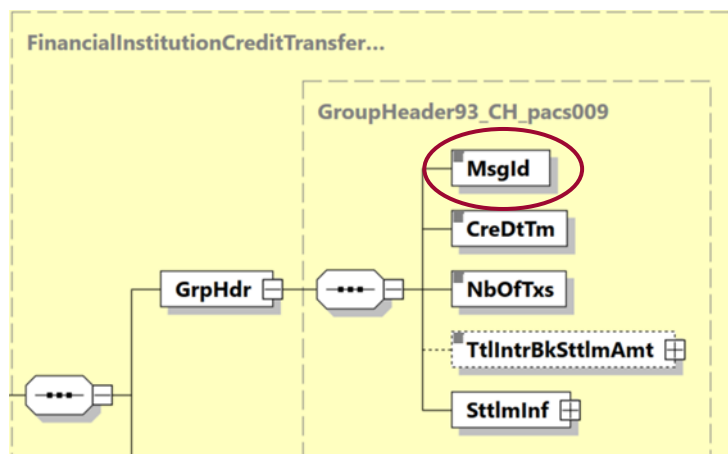 FinancialInstitutionCreditTransfer...
GroupHeader93_CH_pacs009
MsgId
CreDtTm
GrpHdr
NbOfTxs
TtlIntrBkSttlmAmt
SttlmInf